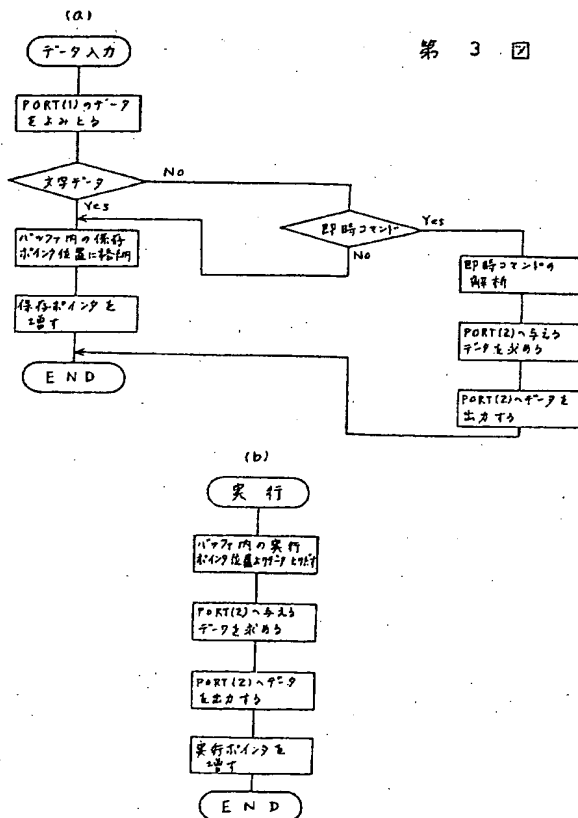 (a)
第 3 図
データ入力
PORT(1)のデータ
をよみとる
文字データ
No
Yes
即時コマンド
Yes
No
バッファ内の保存
ポインタ位置に格納
保存ポインタを
増す
END
即時コマンドの
解析
PORT(2)へ与える
データを求める
PORT(2)へデータを
出力する
(b)
実行
バッファ内の実行
ポインタ位置よりデータとりだす
PORT(2)へ与える
データを求める
PORT(2)へデータ
を出力する
実行ポインタを
増す
END